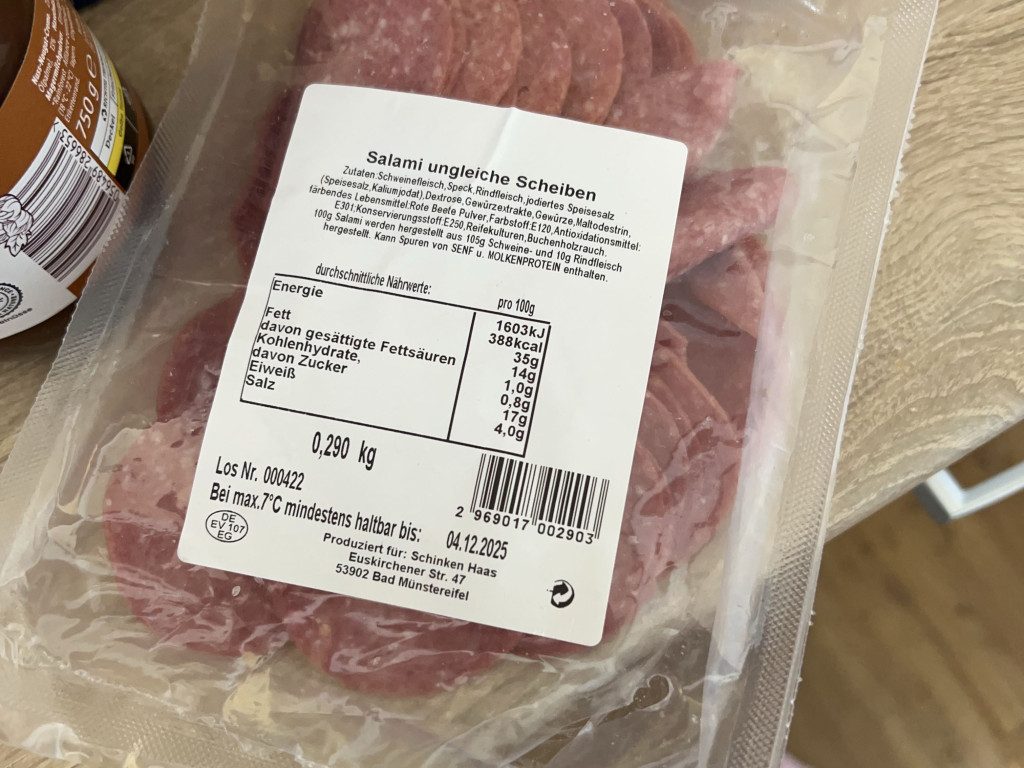 Salami ungleiche Scheiben
Zutaten:Schweinefleisch,Speck,Rindfleisch,jodiertes Speisesalz
(Speisesalz,Kaliumjodat),Dextrose,Gewürzextrakte,Gewürze,Maltodestrin,
färbendes Lebensmittel:Rote Beete Pulver,Farbstoff:E120,Antioxidationsmittel:
E301;Konservierungsstoff:E250,Reifekulturen,Buchenholzrauch.
100g Salami werden hergestellt aus 105g Schweine- und 10g Rindfleisch
hergestellt. Kann Spuren von SENF u. MOLKENPROTEIN enthalten.
durchschnittliche Nährwerte: pro 100g
Energie 1603kJ
388kcal
Fett 35g
davon gesättigte Fettsäuren 14g
Kohlenhydrate, 1,0g
davon Zucker 0,8g
Eiweiß 17g
Salz 4,0g
0,290 kg
Los Nr. 000422
Bei max.7°C mindestens haltbar bis: 04.12.2025
2 969017 002903
DE
EV 107
EG
Produziert für: Schinken Haas
Euskirchener Str. 47
53902 Bad Münstereifel
750g e
Deckel